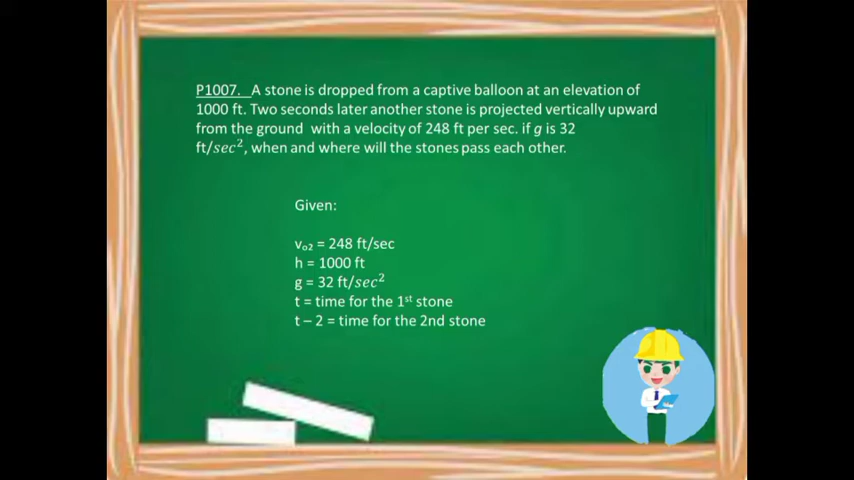 P1007. A stone is dropped from a captive balloon at an elevation of
1000 ft. Two seconds later another stone is projected vertically upward
from the ground with a velocity of 248 ft per sec. if g is 32
ft/sec², when and where will the stones pass each other.
Given:
vₒ₂ = 248 ft/sec
h = 1000 ft
g = 32 ft/sec²
t = time for the 1ˢᵗ stone
t – 2 = time for the 2nd stone